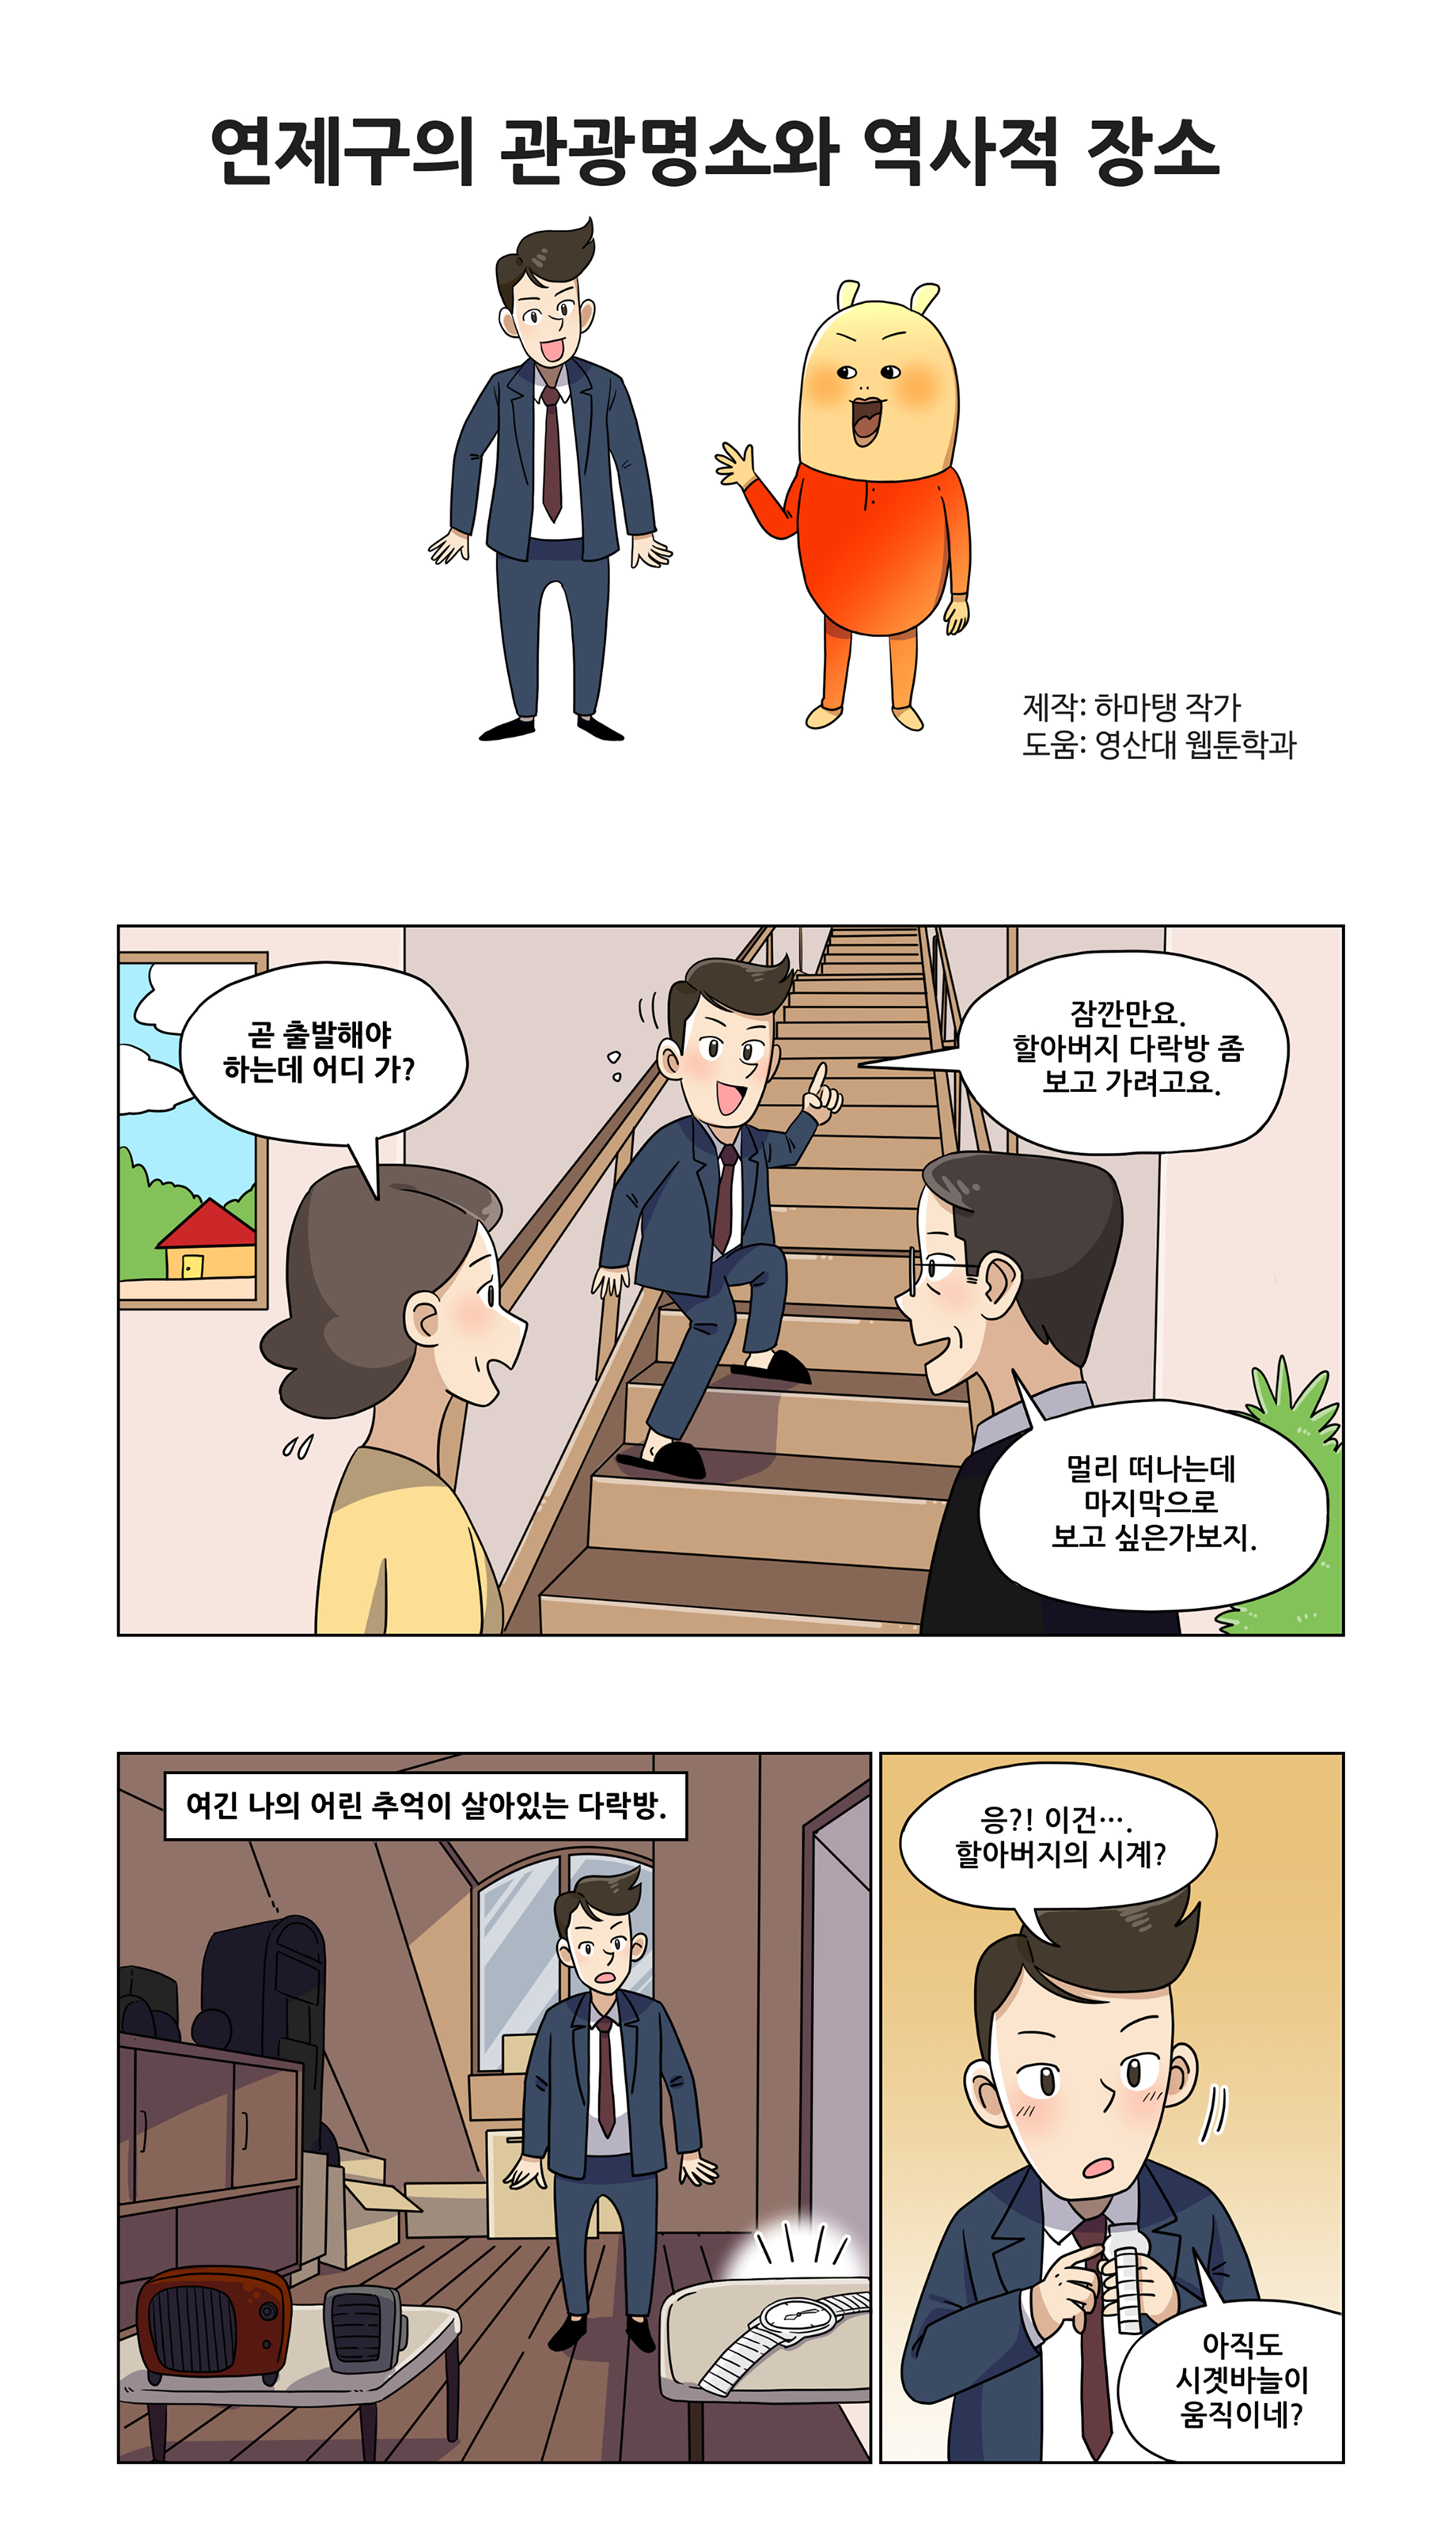 연제구의 관광명소와 역사적 장소
제작: 하마탱 작가
도움: 영산대 웹툰학과
곧 출발해야
하는데 어디 가?
잠깐만요.
할아버지 다락방 좀
보고 가려고요.
멀리 떠나는데
마지막으로
보고 싶은가보지.
여긴 나의 어린 추억이 살아있는 다락방.
응?! 이건….
할아버지의 시계?
아직도
시곗바늘이
움직이네?